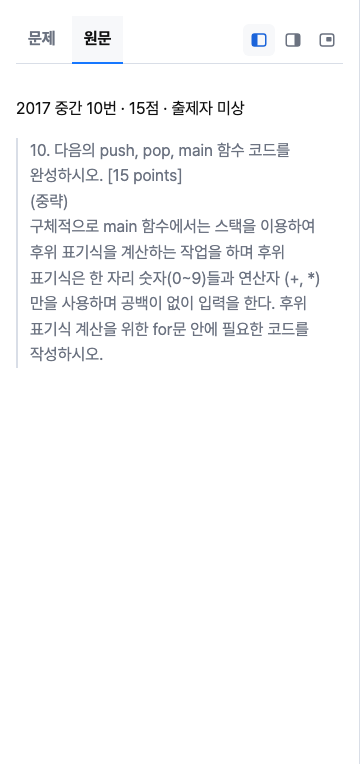 문제 원문
2017 중간 10번 · 15점 · 출제자 미상
10. 다음의 push, pop, main 함수 코드를
완성하시오. [15 points]
(중략)
구체적으로 main 함수에서는 스택을 이용하여
후위 표기식을 계산하는 작업을 하며 후위
표기식은 한 자리 숫자(0~9)들과 연산자 (+, *)
만을 사용하며 공백이 없이 입력을 한다. 후위
표기식 계산을 위한 for문 안에 필요한 코드를
작성하시오.